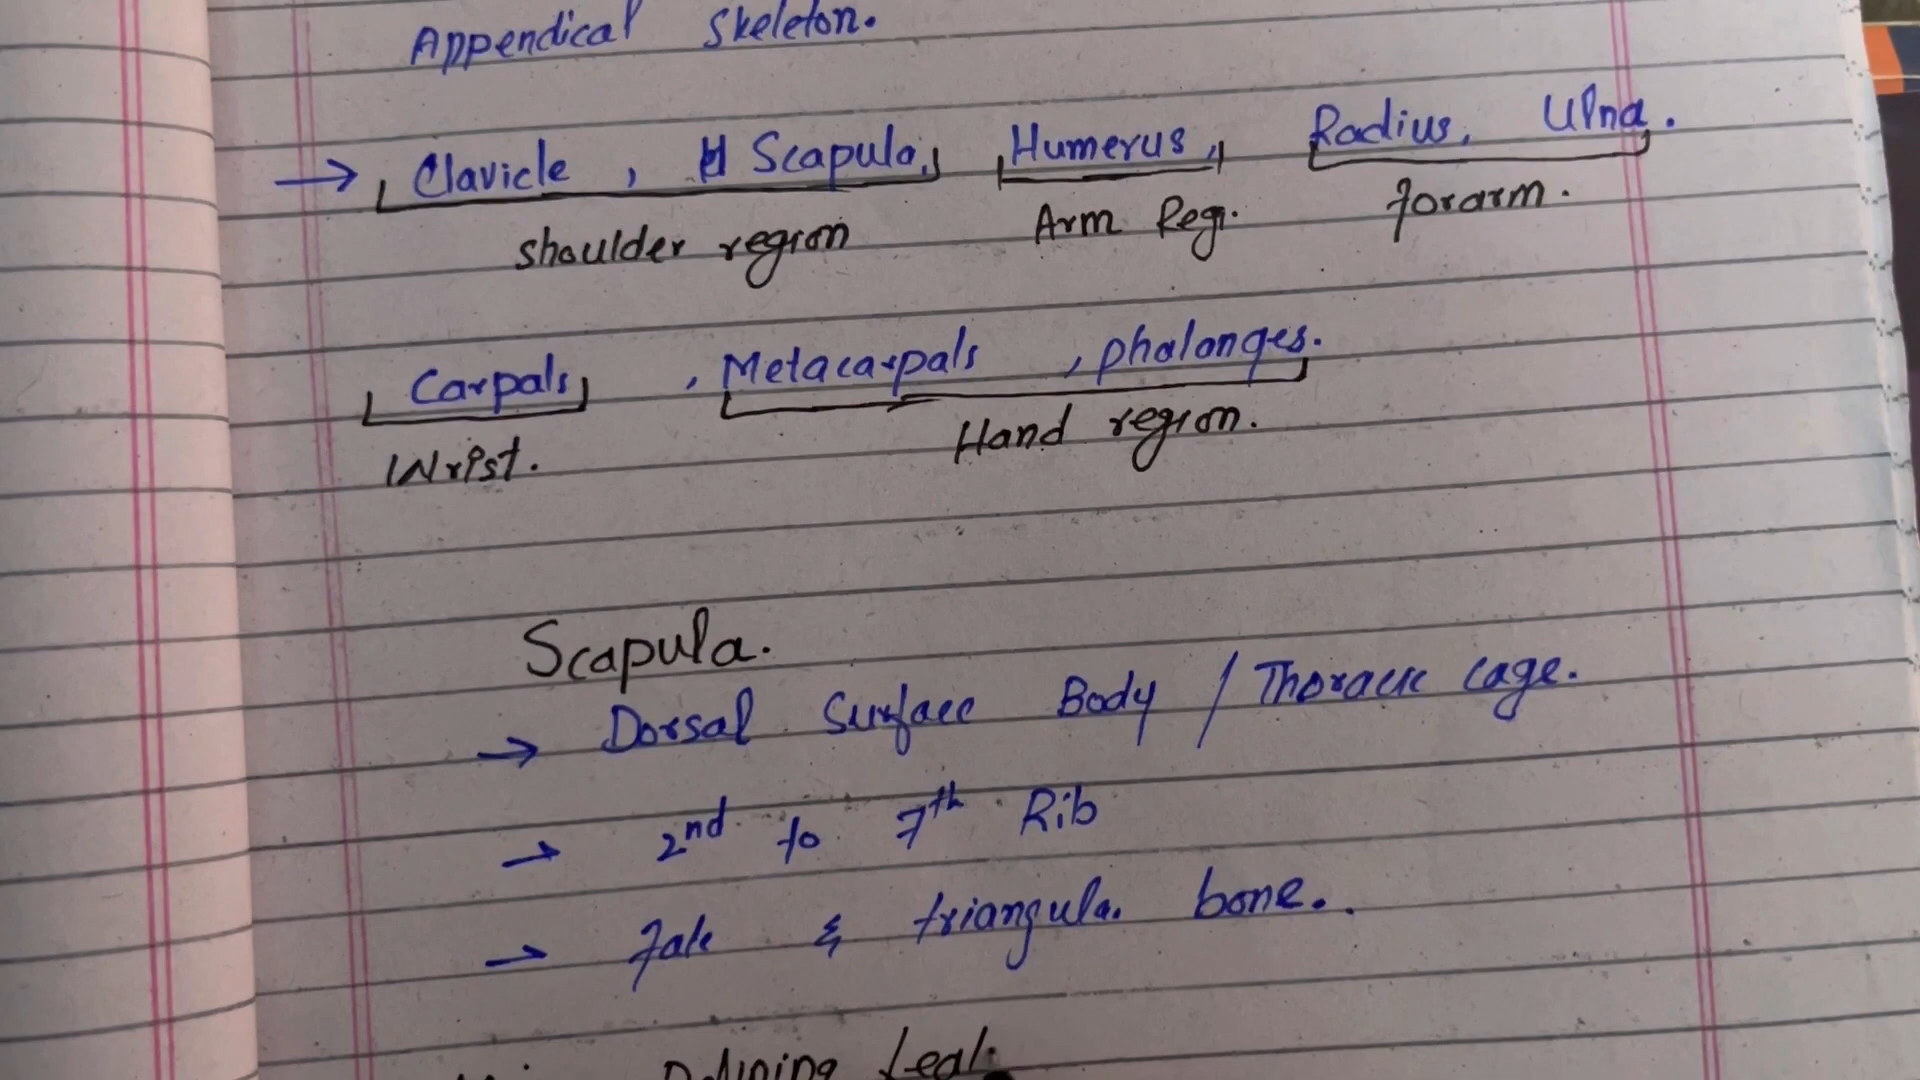 Appendical Skeleton.
→ Clavicle, Scapula, Humerus, Radius, Ulna.
shoulder region Arm Reg. forarm.
Carpals, Metacarpals, phalanges.
Wrist. Hand region.
Scapula.
→ Dorsal Surface Body / Thoracic cage.
→ 2nd to 7th Rib
→ & triangular bone.